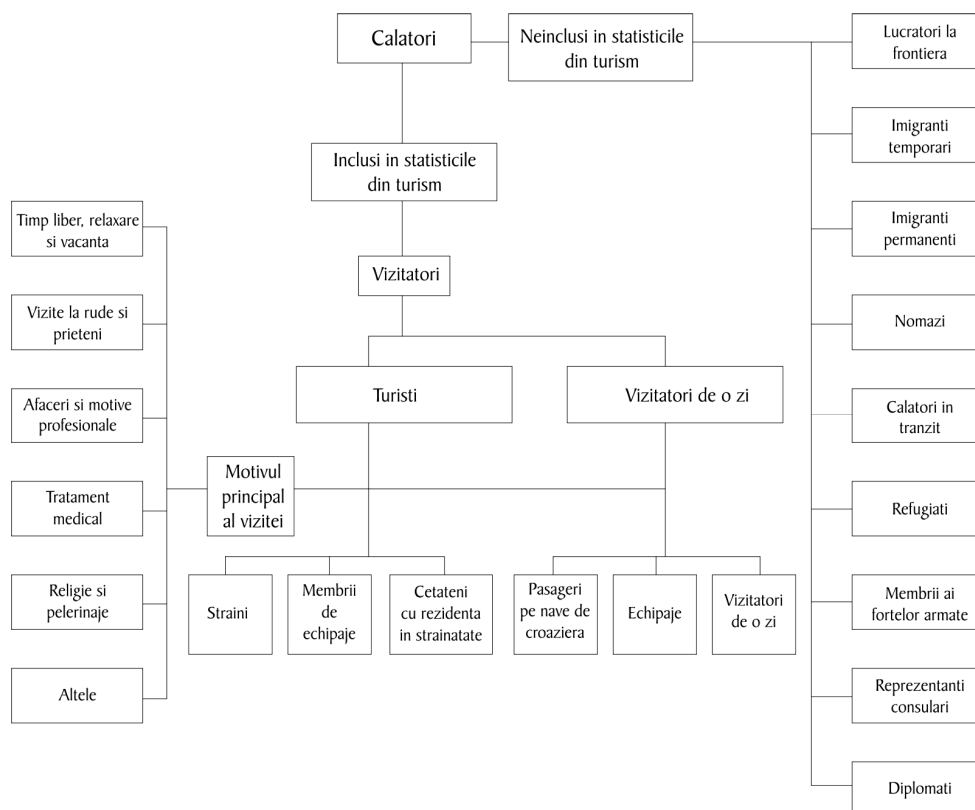 Calatori
Neinclusi in statisticile
din turism
Lucratori la
frontiera
Imigranti
temporari
Inclusi in statisticile
din turism
Timp liber, relaxare
si vacanta
Imigranti
permanenti
Vizitatori
Vizite la rude si
prieteni
Nomazi
Turisti
Vizitatori de o zi
Afaceri si motive
profesionale
Calatori in
tranzit
Motivul
principal
al vizitei
Tratament
medical
Refugiati
Religie si
pelerinaje
Straini
Membrii
de
echipaje
Cetateni
cu rezidenta
in strainatate
Pasageri
pe nave de
croaziera
Echipaje
Vizitatori
de o zi
Membrii ai
fortelor armate
Altele
Reprezentanti
consulari
Diplomati